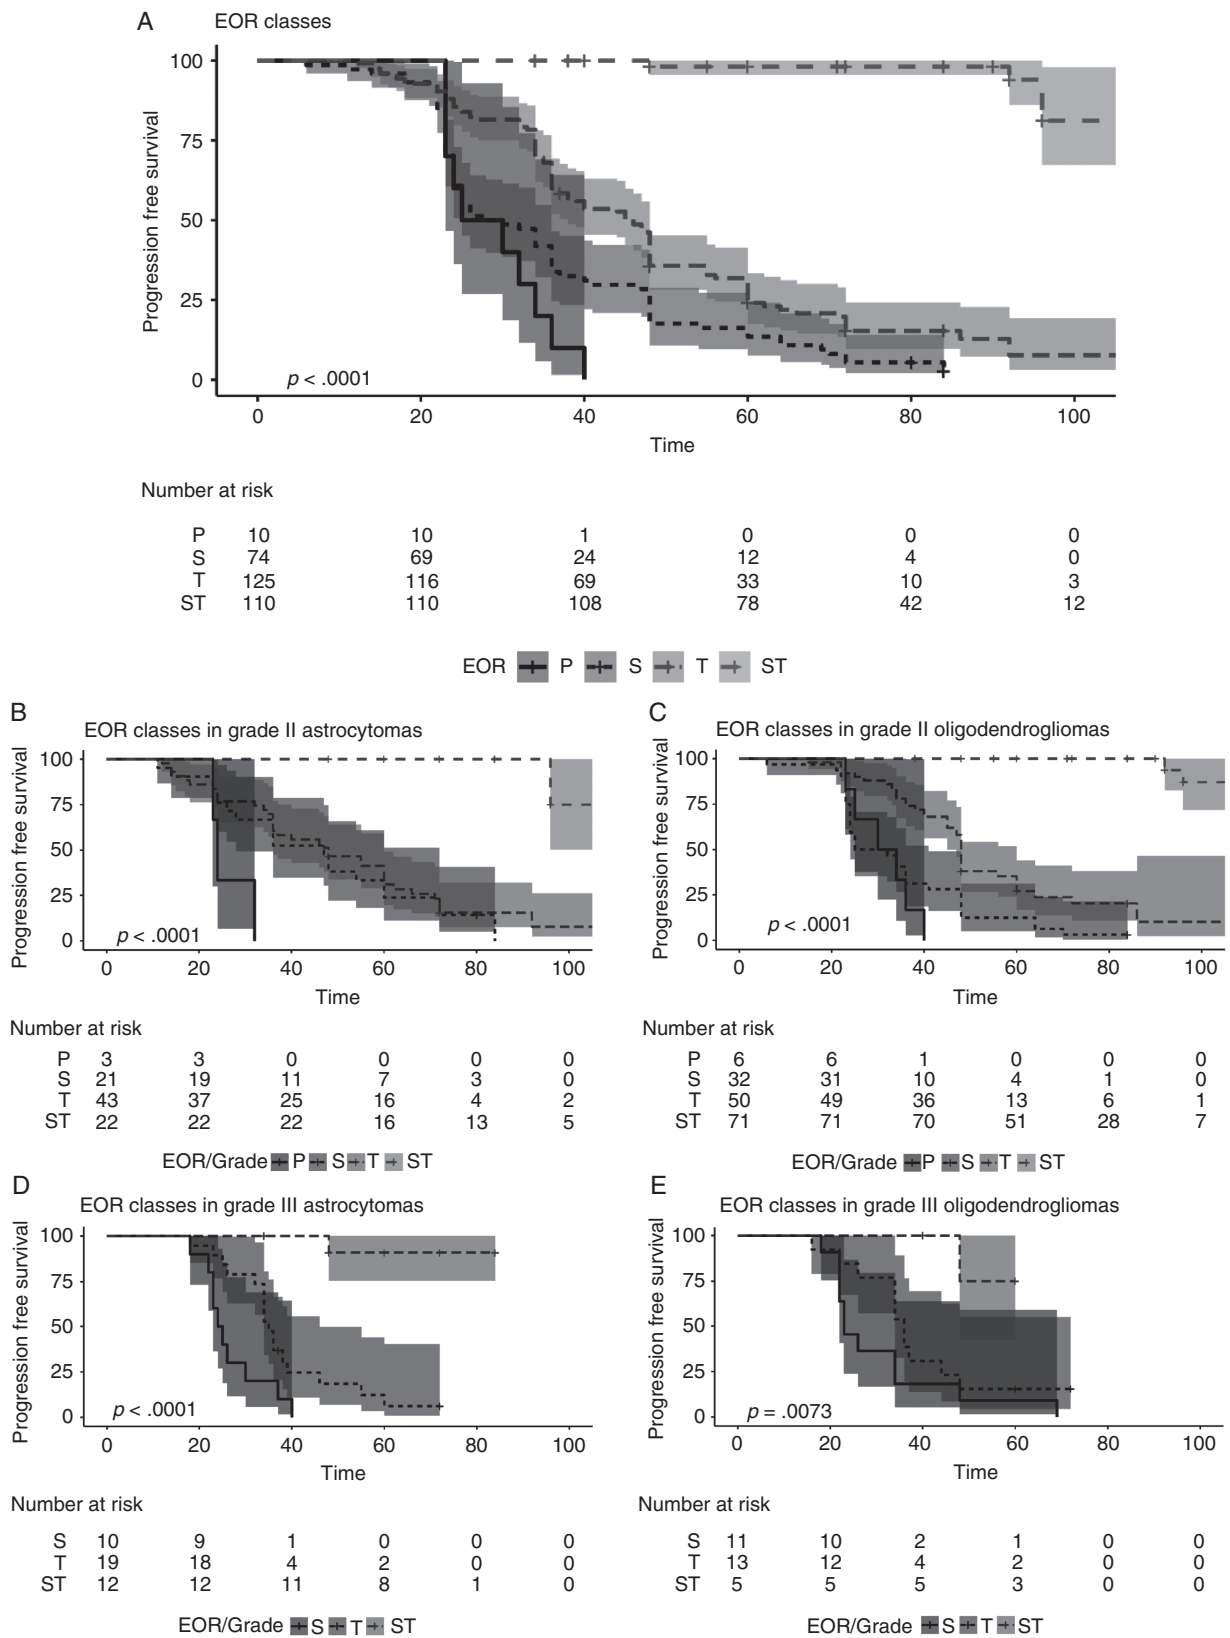 A
EOR classes
Progression free survival
100
75
50
25
0
p < .0001
0 20 40 60 80 100
Time
Number at risk
P 10 10 1 0 0 0
S 74 69 24 12 4 0
T 125 116 69 33 10 3
ST 110 110 108 78 42 12
EOR P S T ST
B
EOR classes in grade II astrocytomas
Progression free survival
100
75
50
25
0
p < .0001
0 20 40 60 80 100
Time
Number at risk
P 3 3 0 0 0 0
S 21 19 11 7 3 0
T 43 37 25 16 4 2
ST 22 22 22 16 13 5
EOR/Grade P S T ST
C
EOR classes in grade II oligodendrogliomas
Progression free survival
100
75
50
25
0
p < .0001
0 20 40 60 80 100
Time
Number at risk
P 6 6 1 0 0 0
S 32 31 10 4 1 0
T 50 49 36 13 6 1
ST 71 71 70 51 28 7
EOR/Grade P S T ST
D
EOR classes in grade III astrocytomas
Progression free survival
100
75
50
25
0
p < .0001
0 20 40 60 80 100
Time
Number at risk
S 10 9 1 0 0 0
T 19 18 4 2 0 0
ST 12 12 11 8 1 0
EOR/Grade S T ST
E
EOR classes in grade III oligodendrogliomas
Progression free survival
100
75
50
25
0
p = .0073
0 20 40 60 80 100
Time
Number at risk
S 11 10 2 1 0 0
T 13 12 4 2 0 0
ST 5 5 5 3 0 0
EOR/Grade S T ST